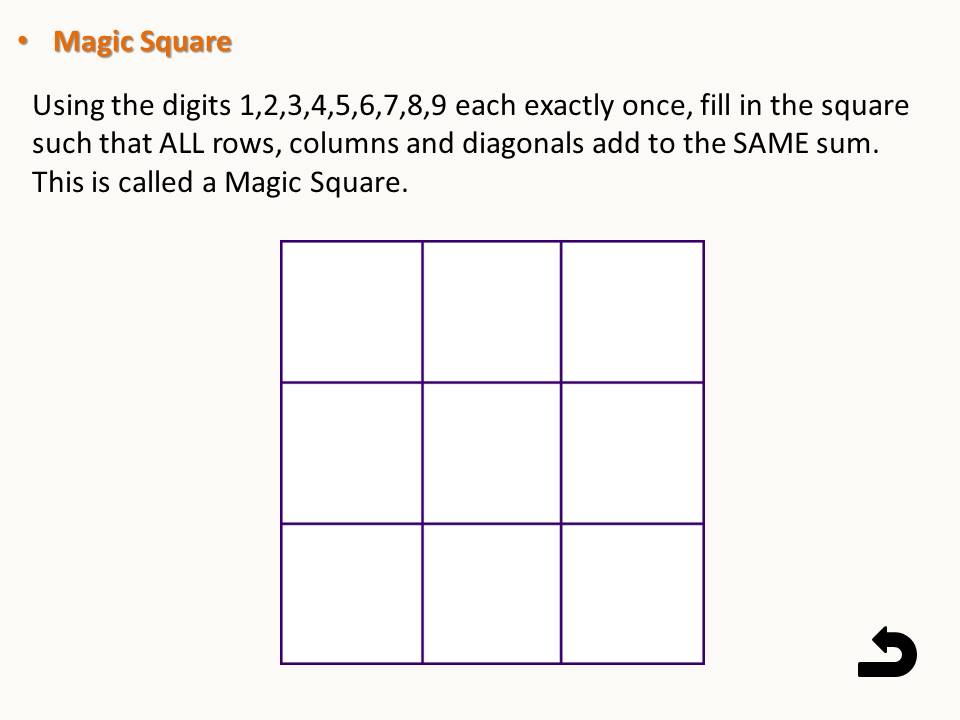 • Magic Square
Using the digits 1,2,3,4,5,6,7,8,9 each exactly once, fill in the square
such that ALL rows, columns and diagonals add to the SAME sum.
This is called a Magic Square.